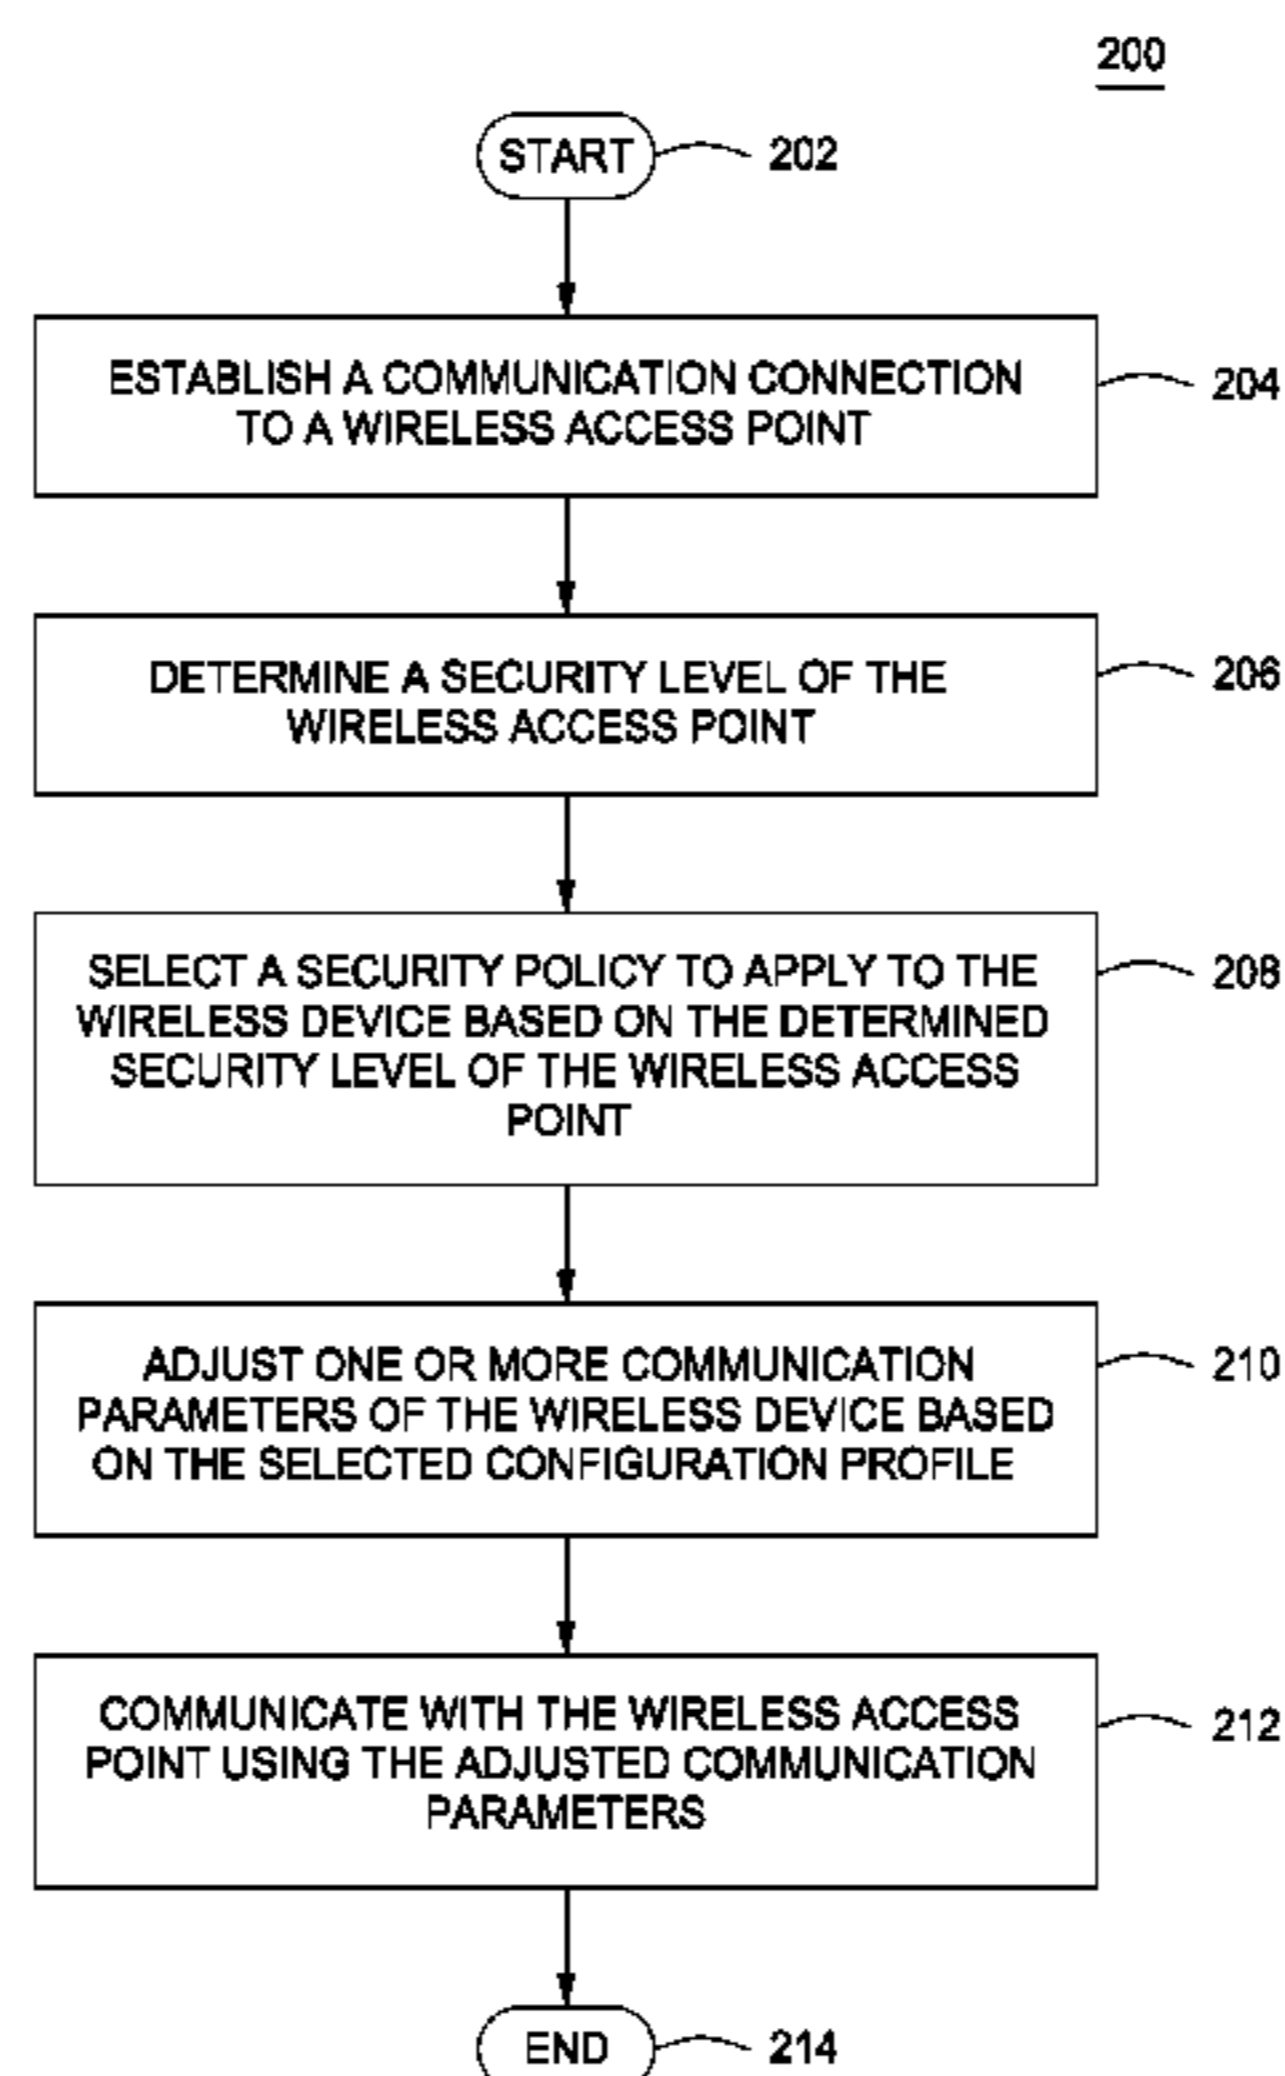 200
START
202
ESTABLISH A COMMUNICATION CONNECTION
TO A WIRELESS ACCESS POINT
204
DETERMINE A SECURITY LEVEL OF THE
WIRELESS ACCESS POINT
206
SELECT A SECURITY POLICY TO APPLY TO THE
WIRELESS DEVICE BASED ON THE DETERMINED
SECURITY LEVEL OF THE WIRELESS ACCESS
POINT
208
ADJUST ONE OR MORE COMMUNICATION
PARAMETERS OF THE WIRELESS DEVICE BASED
ON THE SELECTED CONFIGURATION PROFILE
210
COMMUNICATE WITH THE WIRELESS ACCESS
POINT USING THE ADJUSTED COMMUNICATION
PARAMETERS
212
END
214